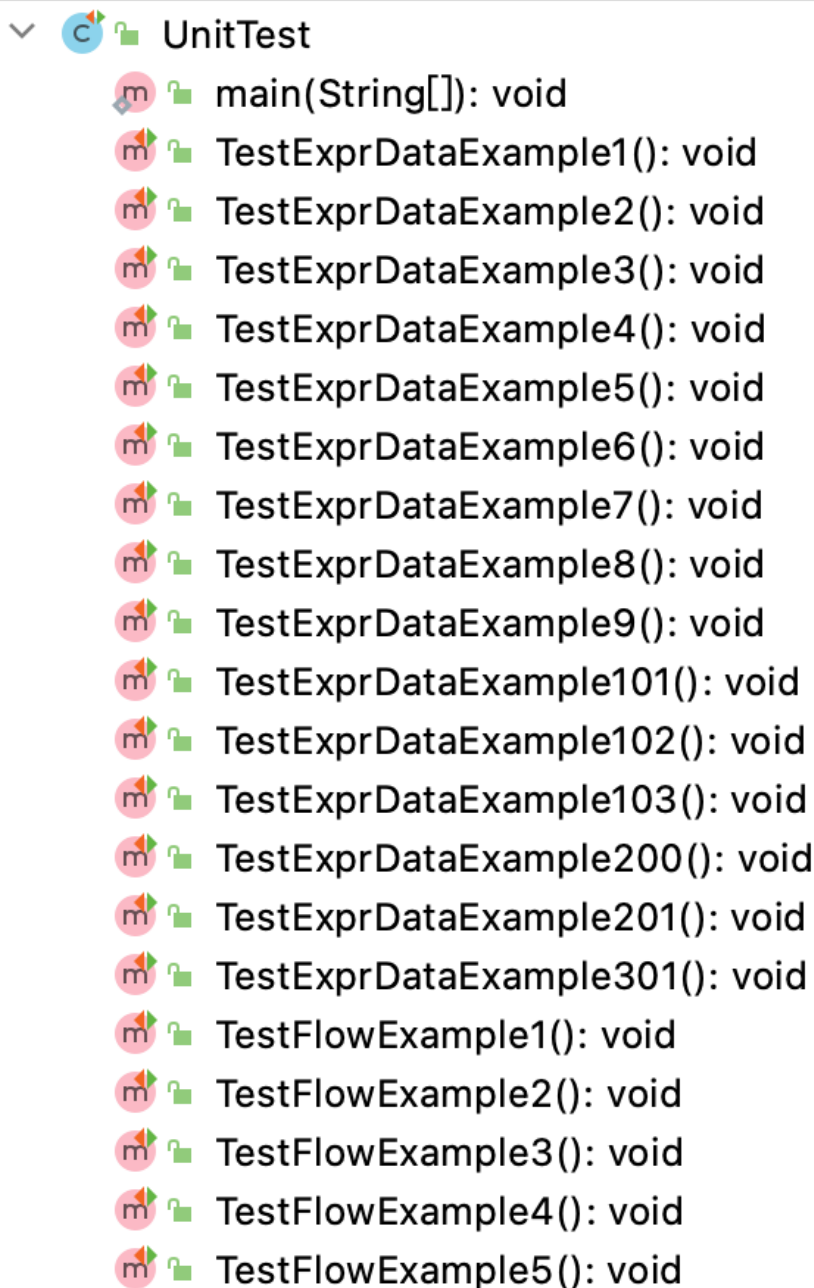 UnitTest
main(String[]): void
TestExprDataExample1(): void
TestExprDataExample2(): void
TestExprDataExample3(): void
TestExprDataExample4(): void
TestExprDataExample5(): void
TestExprDataExample6(): void
TestExprDataExample7(): void
TestExprDataExample8(): void
TestExprDataExample9(): void
TestExprDataExample101(): void
TestExprDataExample102(): void
TestExprDataExample103(): void
TestExprDataExample200(): void
TestExprDataExample201(): void
TestExprDataExample301(): void
TestFlowExample1(): void
TestFlowExample2(): void
TestFlowExample3(): void
TestFlowExample4(): void
TestFlowExample5(): void